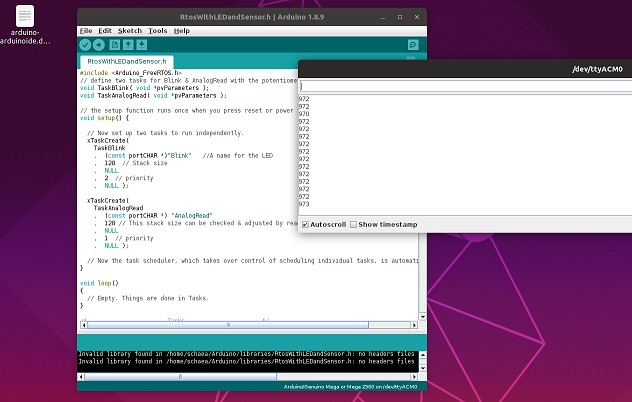 arduino-
arduinoide.d...
RtosWithLEDandSensor.h | Arduino 1.8.9
File Edit Sketch Tools Help
RtosWithLEDandSensor.h
#include <Arduino_FreeRTOS.h>
// define two tasks for Blink & AnalogRead with the potentiome
void TaskBlink( void *pvParameters );
void TaskAnalogRead( void *pvParameters );
// the setup function runs once when you press reset or power
void setup() {
// Now set up two tasks to run independently.
xTaskCreate(
TaskBlink
, (const portCHAR *)"Blink" //A name for the LED
, 128 // Stack size
, NULL
, 2 // priority
, NULL );
xTaskCreate(
TaskAnalogRead
, (const portCHAR *) "AnalogRead"
, 128 // This stack size can be checked & adjusted by rea
, NULL
, 1 // priority
, NULL );
// Now the task scheduler, which takes over control of scheduling individual tasks, is automati
}
void loop()
{
// Empty. Things are done in Tasks.
}
Invalid library found in /home/schaea/Arduino/libraries/RtosWithLEDandSensor.h: no headers files
Invalid library found in /home/schaea/Arduino/libraries/RtosWithLEDandSensor.h: no headers files
Arduino/Genuino Mega or Mega 2560 on /dev/ttyACM0
/dev/ttyACM0
972
972
970
972
972
972
972
972
972
972
972
972
972
972
973
Autoscroll Show timestamp